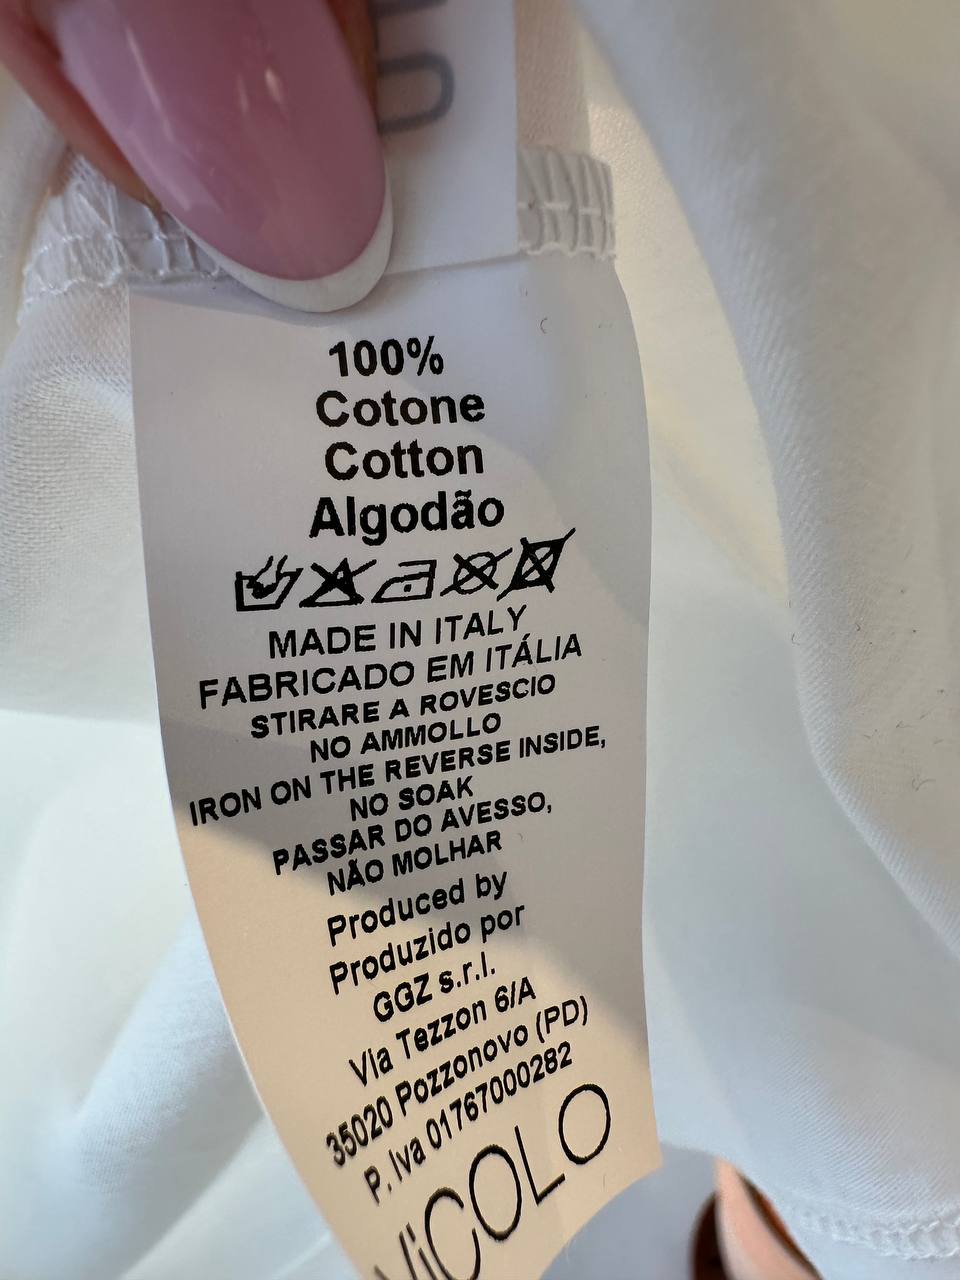 100%
Cotone
Cotton
Algodão
MADE IN ITALY
FABRICADO EM ITÁLIA
STIRARE A ROVESCIO
NO AMMOLLO
IRON ON THE REVERSE INSIDE,
NO SOAK
PASSAR DO AVESSO,
NÃO MOLHAR
Produced by
Produzido por
GGZ s.r.l.
Via Tezzon 6/A
35020 Pozzonovo (PD)
P. Iva 01767000282
ViCOLO